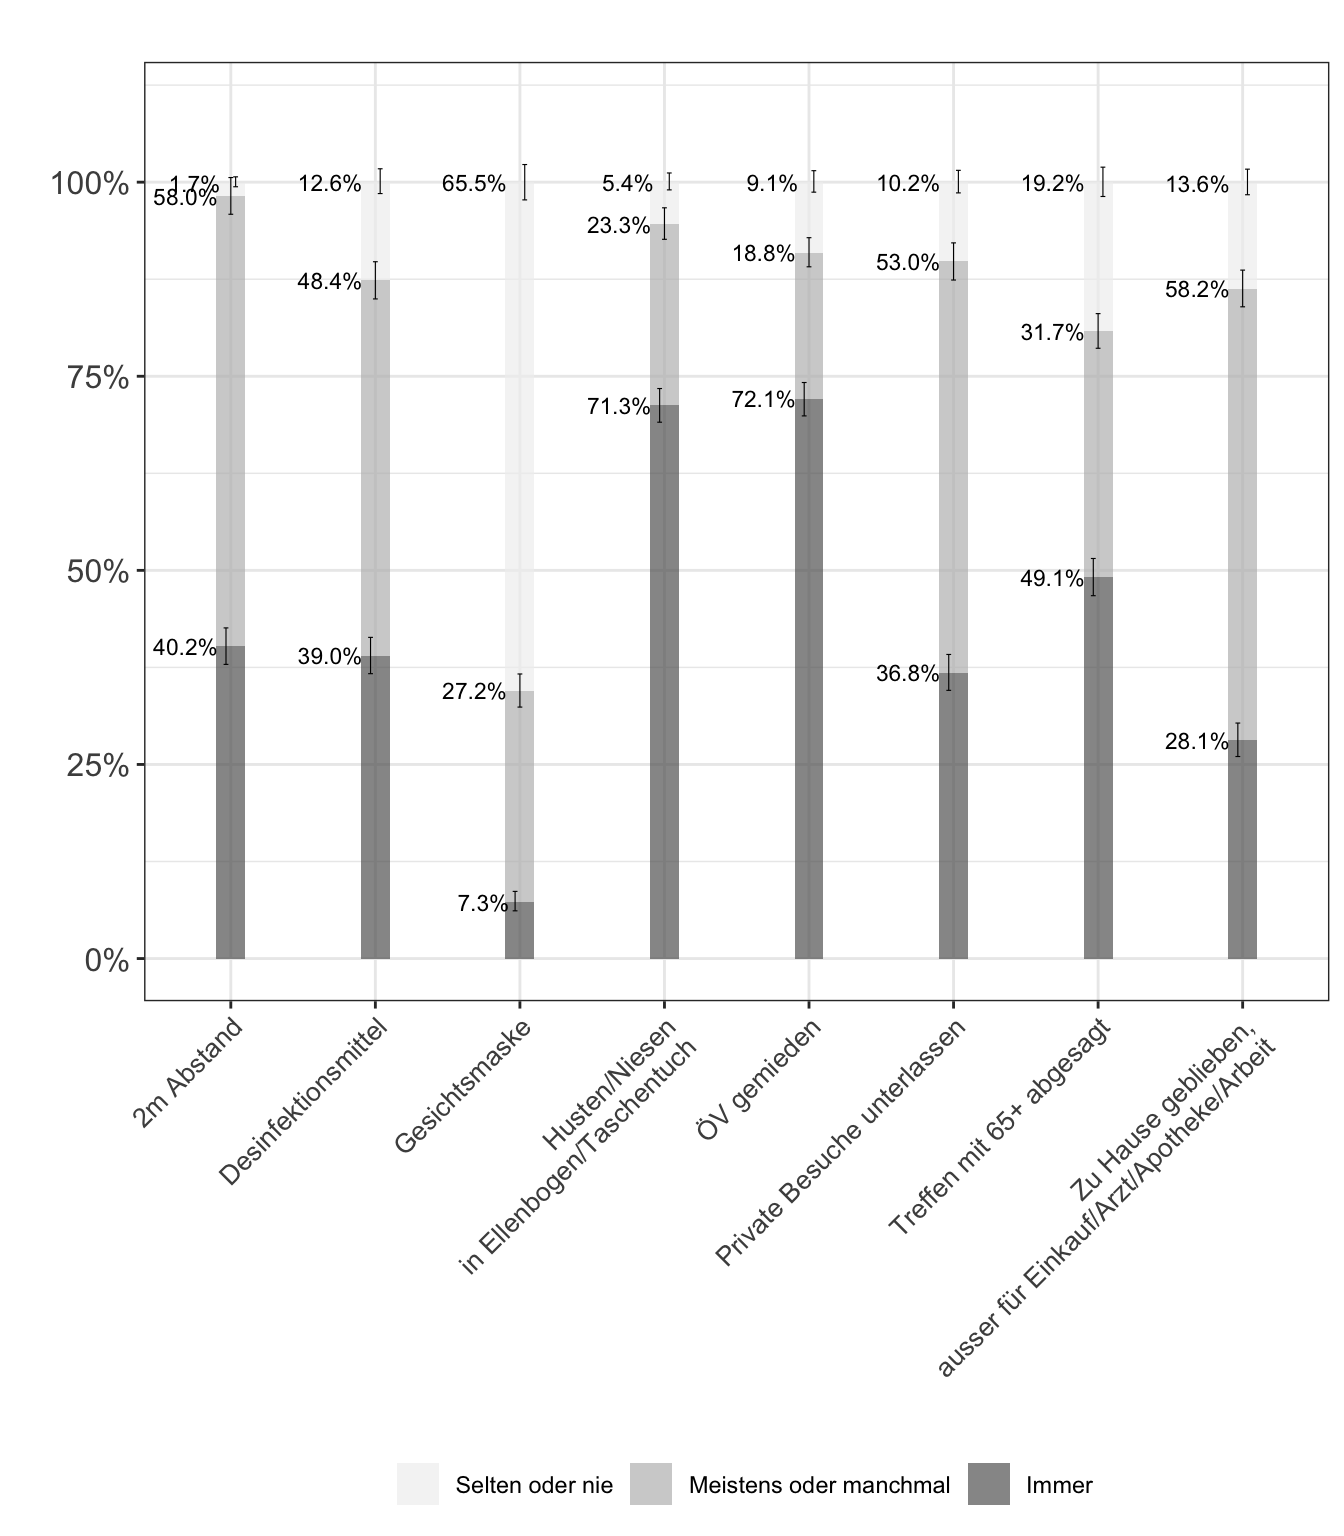 100%
75%
50%
25%
0%
1.7%
58.0%
40.2%
12.6%
48.4%
39.0%
65.5%
27.2%
7.3%
5.4%
23.3%
71.3%
9.1%
18.8%
72.1%
10.2%
53.0%
36.8%
19.2%
31.7%
49.1%
13.6%
58.2%
28.1%
2m Abstand
Desinfektionsmittel
Gesichtsmaske
Husten/Niesen
in Ellenbogen/Taschentuch
ÖV gemieden
Private Besuche unterlassen
Treffen mit 65+ abgesagt
Zu Hause geblieben,
ausser für Einkauf/Arzt/Apotheke/Arbeit
Selten oder nie
Meistens oder manchmal
Immer